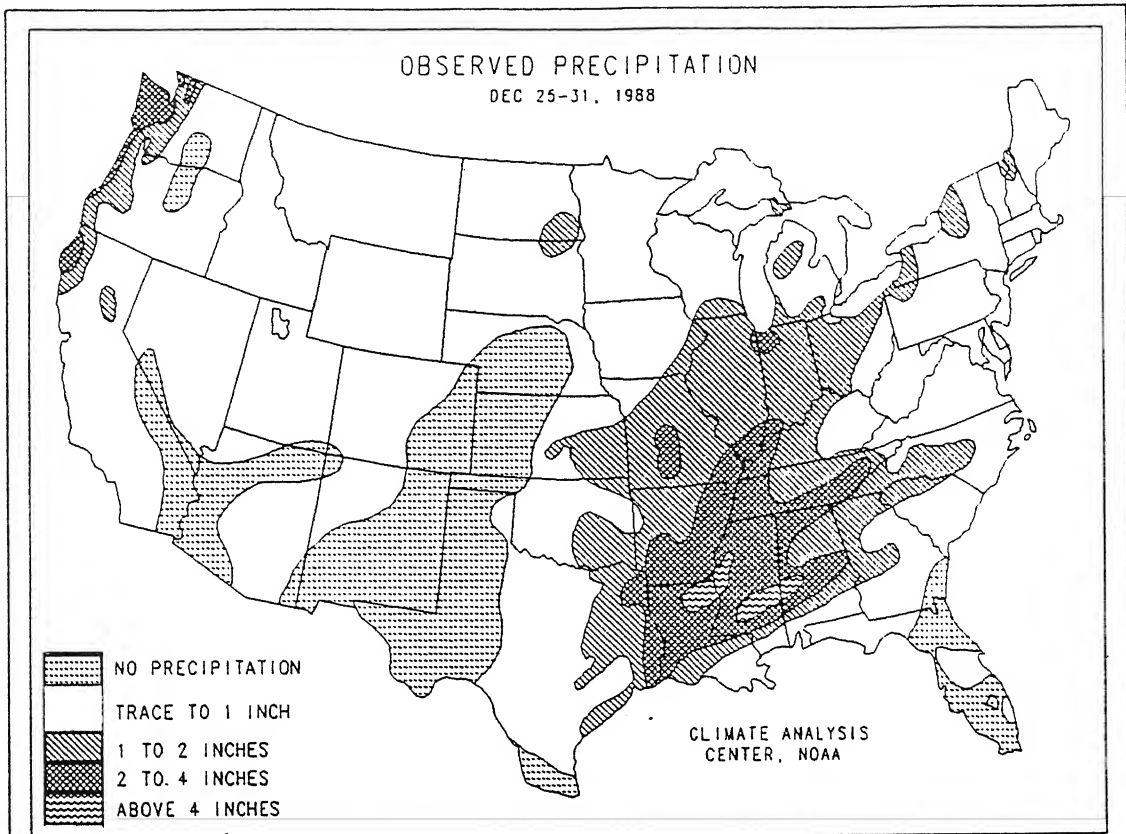 OBSERVED PRECIPITATION
DEC 25-31, 1988
NO PRECIPITATION
TRACE TO 1 INCH
1 TO 2 INCHES
2 TO 4 INCHES
ABOVE 4 INCHES
CLIMATE ANALYSIS
CENTER, NOAA